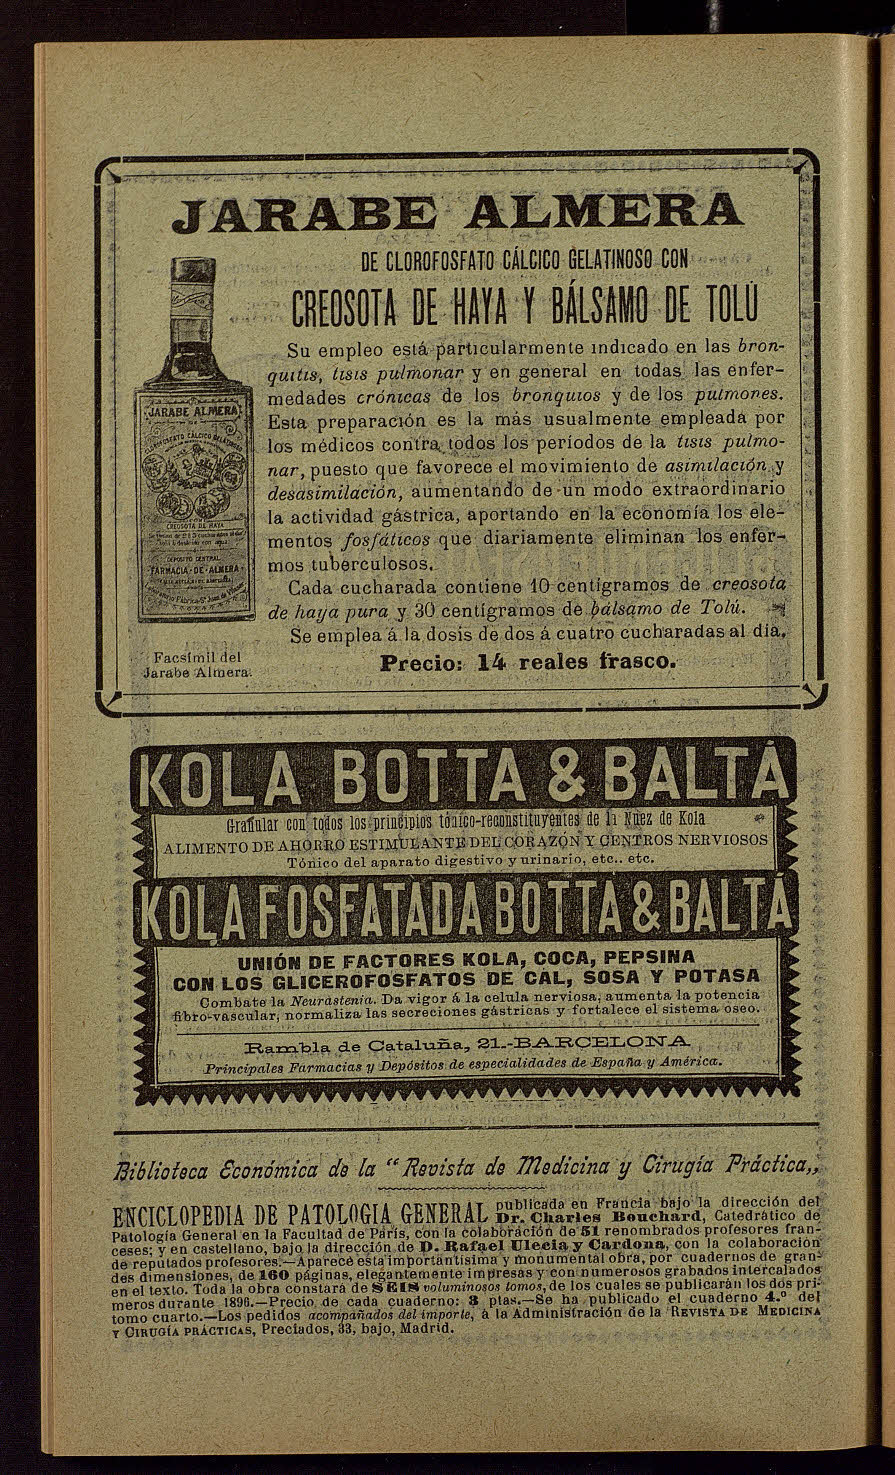 JARABE ALMERA
DE CLOROFOSFATO CÁLCICO GELATINOSO CON
CREOSOTA DE HAYA Y BÁLSAMO DE TOLÚ
Su empleo está particularmente indicado en las bron-
quitis, tisis pulmonar y en general en todas las enfer-
medades crónicas de los bronquios y de los pulmones.
Esta preparación es la más usualmente empleada por
los médicos contra todos los períodos de la tisis pulmo-
nar, puesto que favorece el movimiento de asimilación y
desasimilación, aumentando de un modo extraordinario
la actividad gástrica, aportando en la economía los ele-
mentos fosfáticos que diariamente eliminan los enfer-
mos tuberculosos.
Cada cucharada contiene 10 centigramos de creosota
de haya pura y 30 centígramos de bálsamo de Tolú.
Se emplea á la dosis de dos á cuatro cucharadas al día.
Precio: 14 reales frasco.
JARABE ALMERA
CLOROFOSFATO CÁLCICO GELATINOSO
CREOSOTA DE HAYA
DEPOSITO CENTRAL
FARMACIA DE ALMERA
Facsímil del
Jarabe Almera.
KOLA BOTTA & BALTÁ
Granular con todos los principios tónico-reconstituyentes de la Nuez de Kola
ALIMENTO DE AHORRO ESTIMULANTE DEL CORAZÓN Y CENTROS NERVIOSOS
Tónico del aparato digestivo y urinario, etc.. etc.
KOLA FOSFATADA BOTTA & BALTÁ
UNIÓN DE FACTORES KOLA, COCA, PEPSINA
CON LOS GLICEROFOSFATOS DE CAL, SOSA Y POTASA
Combate la Neurastenia. Da vigor á la celula nerviosa, aumenta la potencia
fibro-vascular, normaliza las secreciones gástricas y fortalece el sistema óseo.
Rambla de Cataluña, 21.-BARCELONA
Principales Farmacias y Depósitos de especialidades de España y América.
Biblioteca Económica de la "Revista de Medicina y Cirugía Práctica„
ENCICLOPEDIA DE PATOLOGIA GENERAL publicada en Francia bajo la dirección del
Dr. Charles Bouchard, Catedrático de
Patología General en la Facultad de París, con la colaboración de 51 renombrados profesores fran-
ceses; y en castellano, bajo la dirección de D. Rafael Ulecia y Cardona, con la colaboración
de reputados profesores.—Aparece esta importantísima y monumental obra, por cuadernos de gran-
des dimensiones, de 160 páginas, elegantemente impresas y con numerosos grabados intercalados
en el texto. Toda la obra constará de SEIS voluminosos tomos, de los cuales se publicarán los dos pri-
meros durante 1896.—Precio de cada cuaderno: 3 ptas.—Se ha publicado el cuaderno 4.º del
tomo cuarto.—Los pedidos acompañados del importe, á la Administración de la REVISTA DE MEDICINA
Y CIRUGÍA PRÁCTICAS, Preciados, 33, bajo, Madrid.